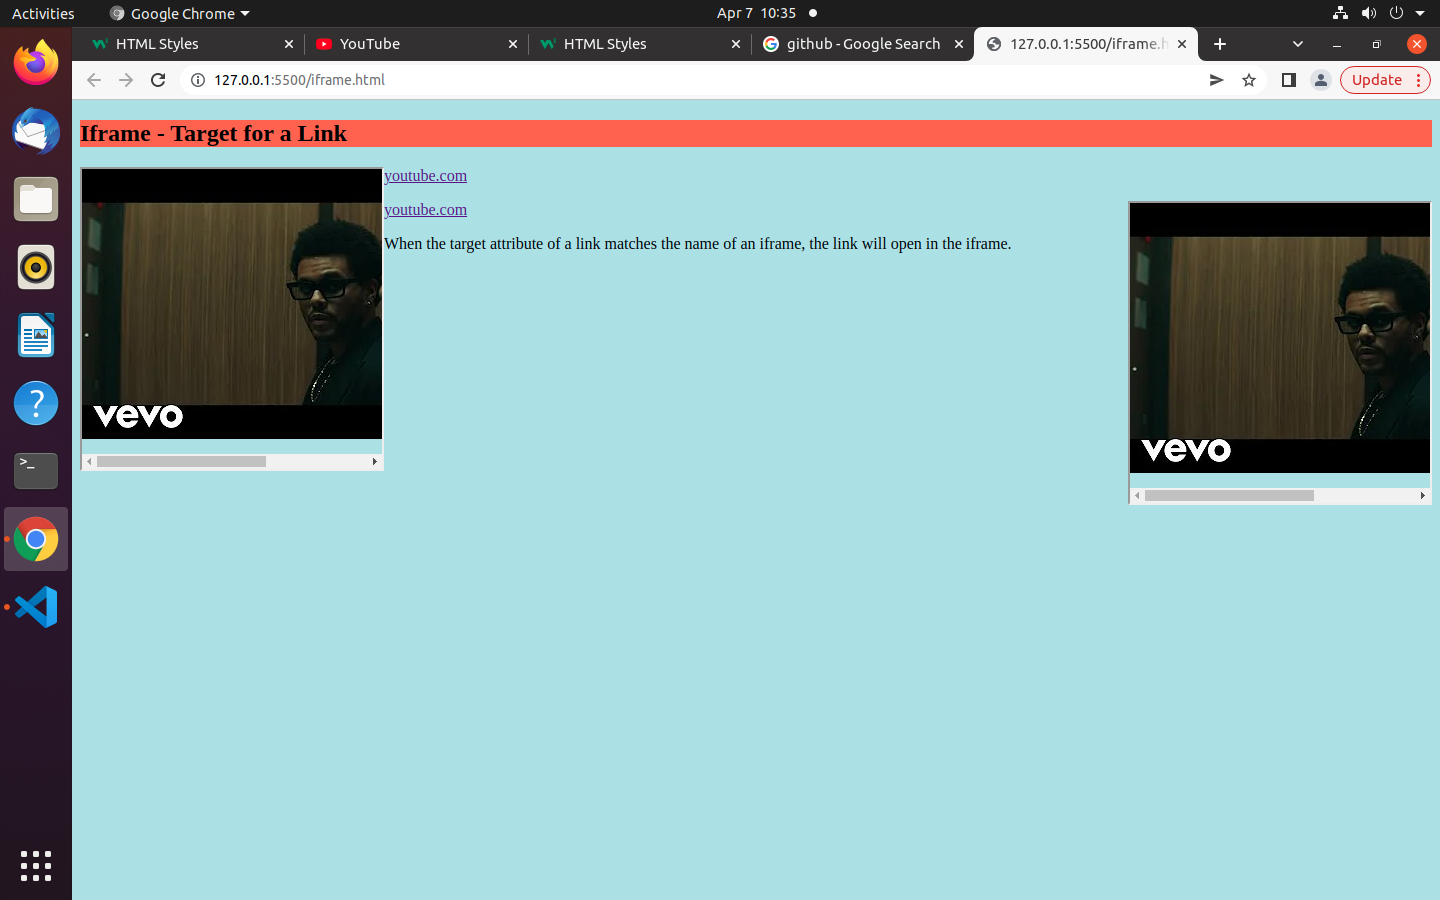 Activities
Google Chrome
Apr 7 10:35
HTML Styles
YouTube
HTML Styles
github - Google Search
127.0.0.1:5500/iframe.h
127.0.0.1:5500/iframe.html
Update
Iframe - Target for a Link
youtube.com
youtube.com
When the target attribute of a link matches the name of an iframe, the link will open in the iframe.
vevo
vevo